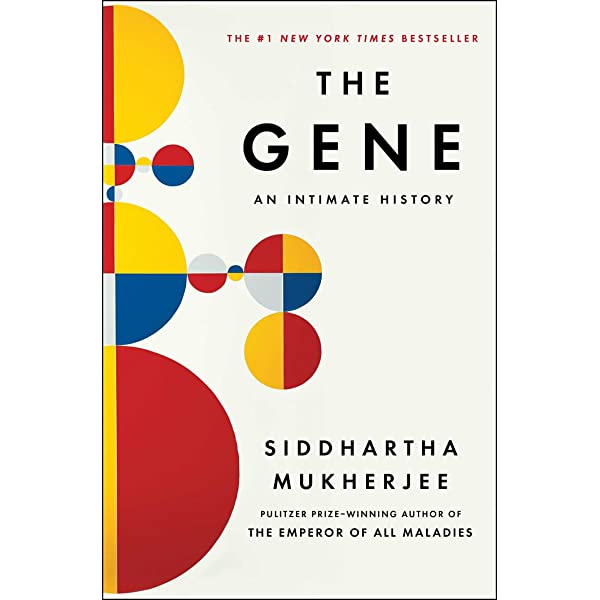 THE #1 NEW YORK TIMES BESTSELLER
THE
GENE
AN INTIMATE HISTORY
SIDDHARTHA
MUKHERJEE
PULITZER PRIZE–WINNING AUTHOR OF
THE EMPEROR OF ALL MALADIES